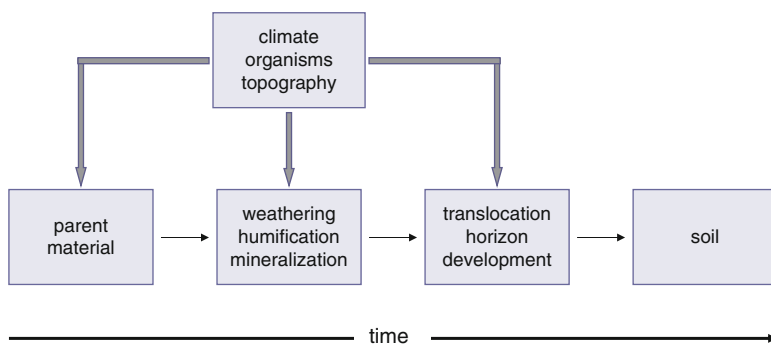 climate
organisms
topography
parent
material
weathering
humification
mineralization
translocation
horizon
development
soil
time